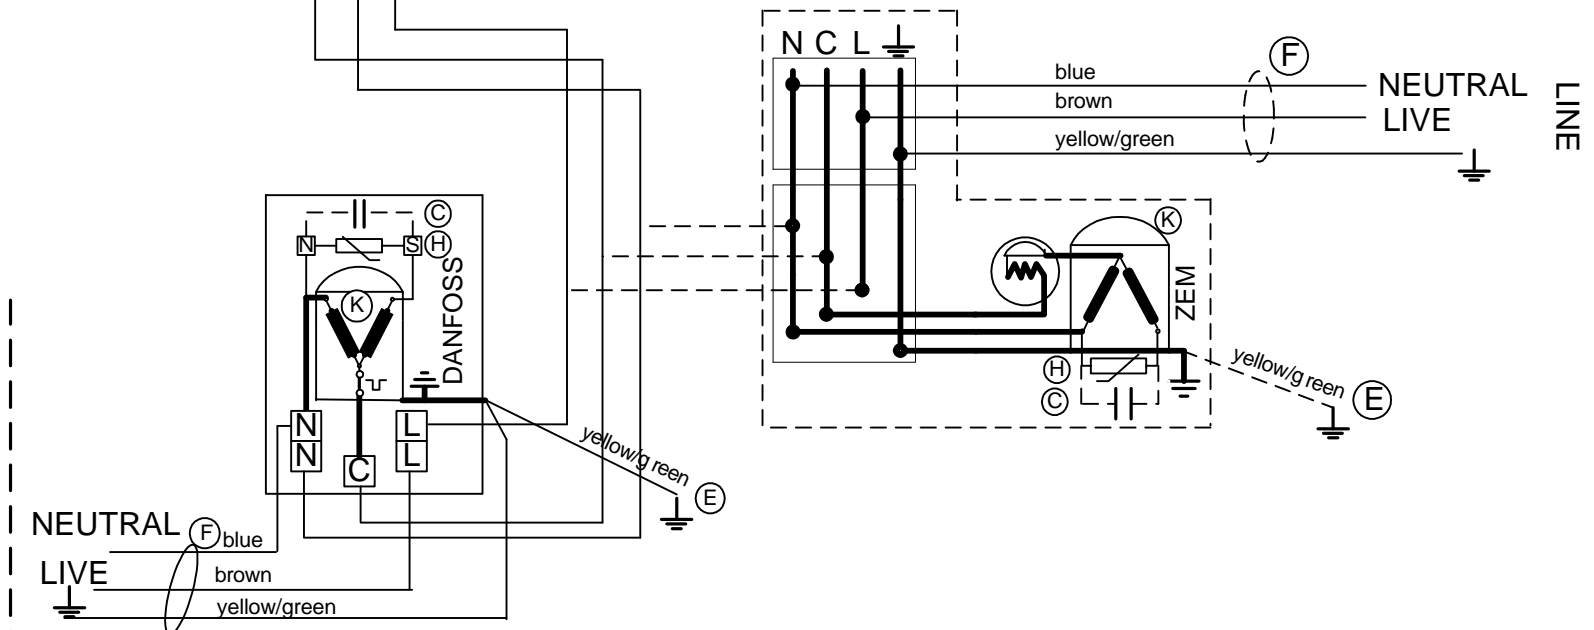 N C L
F
blue
NEUTRAL
brown
LIVE
yellow/green
LINE
C
N
S
H
K
DANFOSS
K
ZEM
H
C
yellow/g reen
E
N
L
N
L
C
yellow/g reen
E
NEUTRAL
F
blue
LIVE
brown
yellow/green